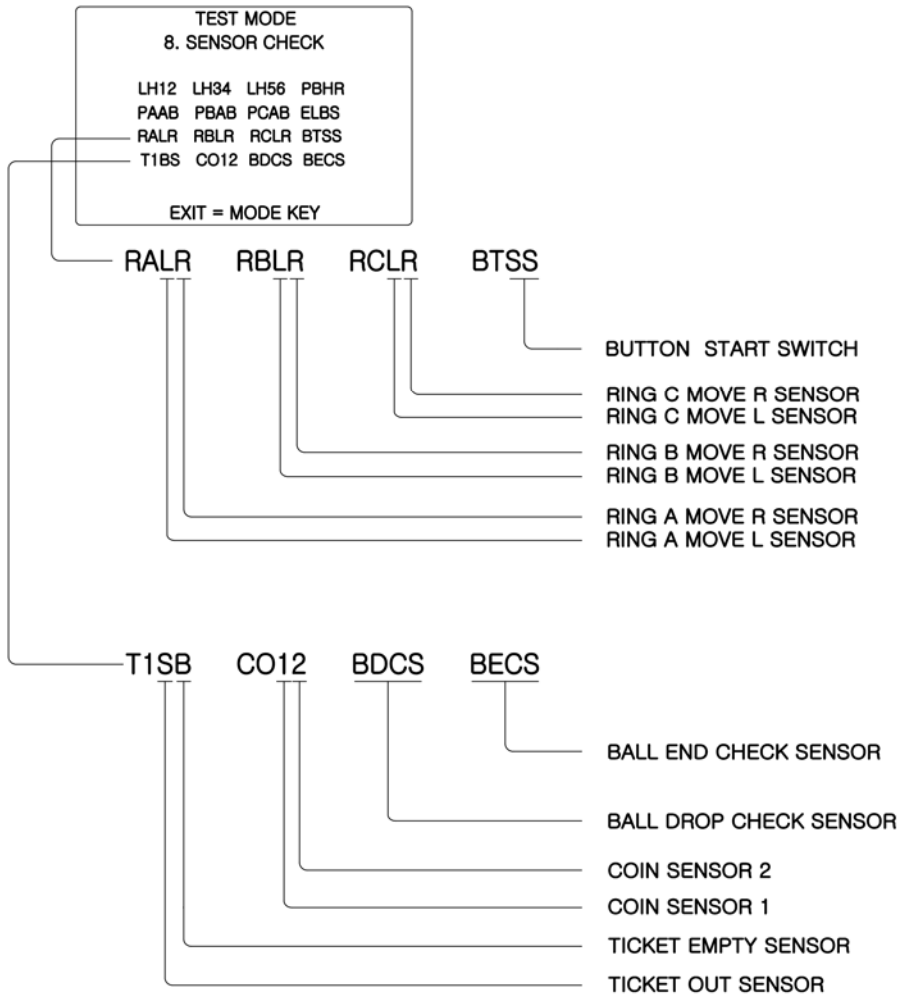 TEST MODE
8. SENSOR CHECK
LH12 LH34 LH56 PBHR
PAAB PBAB PCAB ELBS
RALR RBLR RCLR BTSS
T1BS CO12 BDCS BECS
EXIT = MODE KEY
RALR RBLR RCLR BTSS
BUTTON START SWITCH
RING C MOVE R SENSOR
RING C MOVE L SENSOR
RING B MOVE R SENSOR
RING B MOVE L SENSOR
RING A MOVE R SENSOR
RING A MOVE L SENSOR
T1SB CO12 BDCS BECS
BALL END CHECK SENSOR
BALL DROP CHECK SENSOR
COIN SENSOR 2
COIN SENSOR 1
TICKET EMPTY SENSOR
TICKET OUT SENSOR